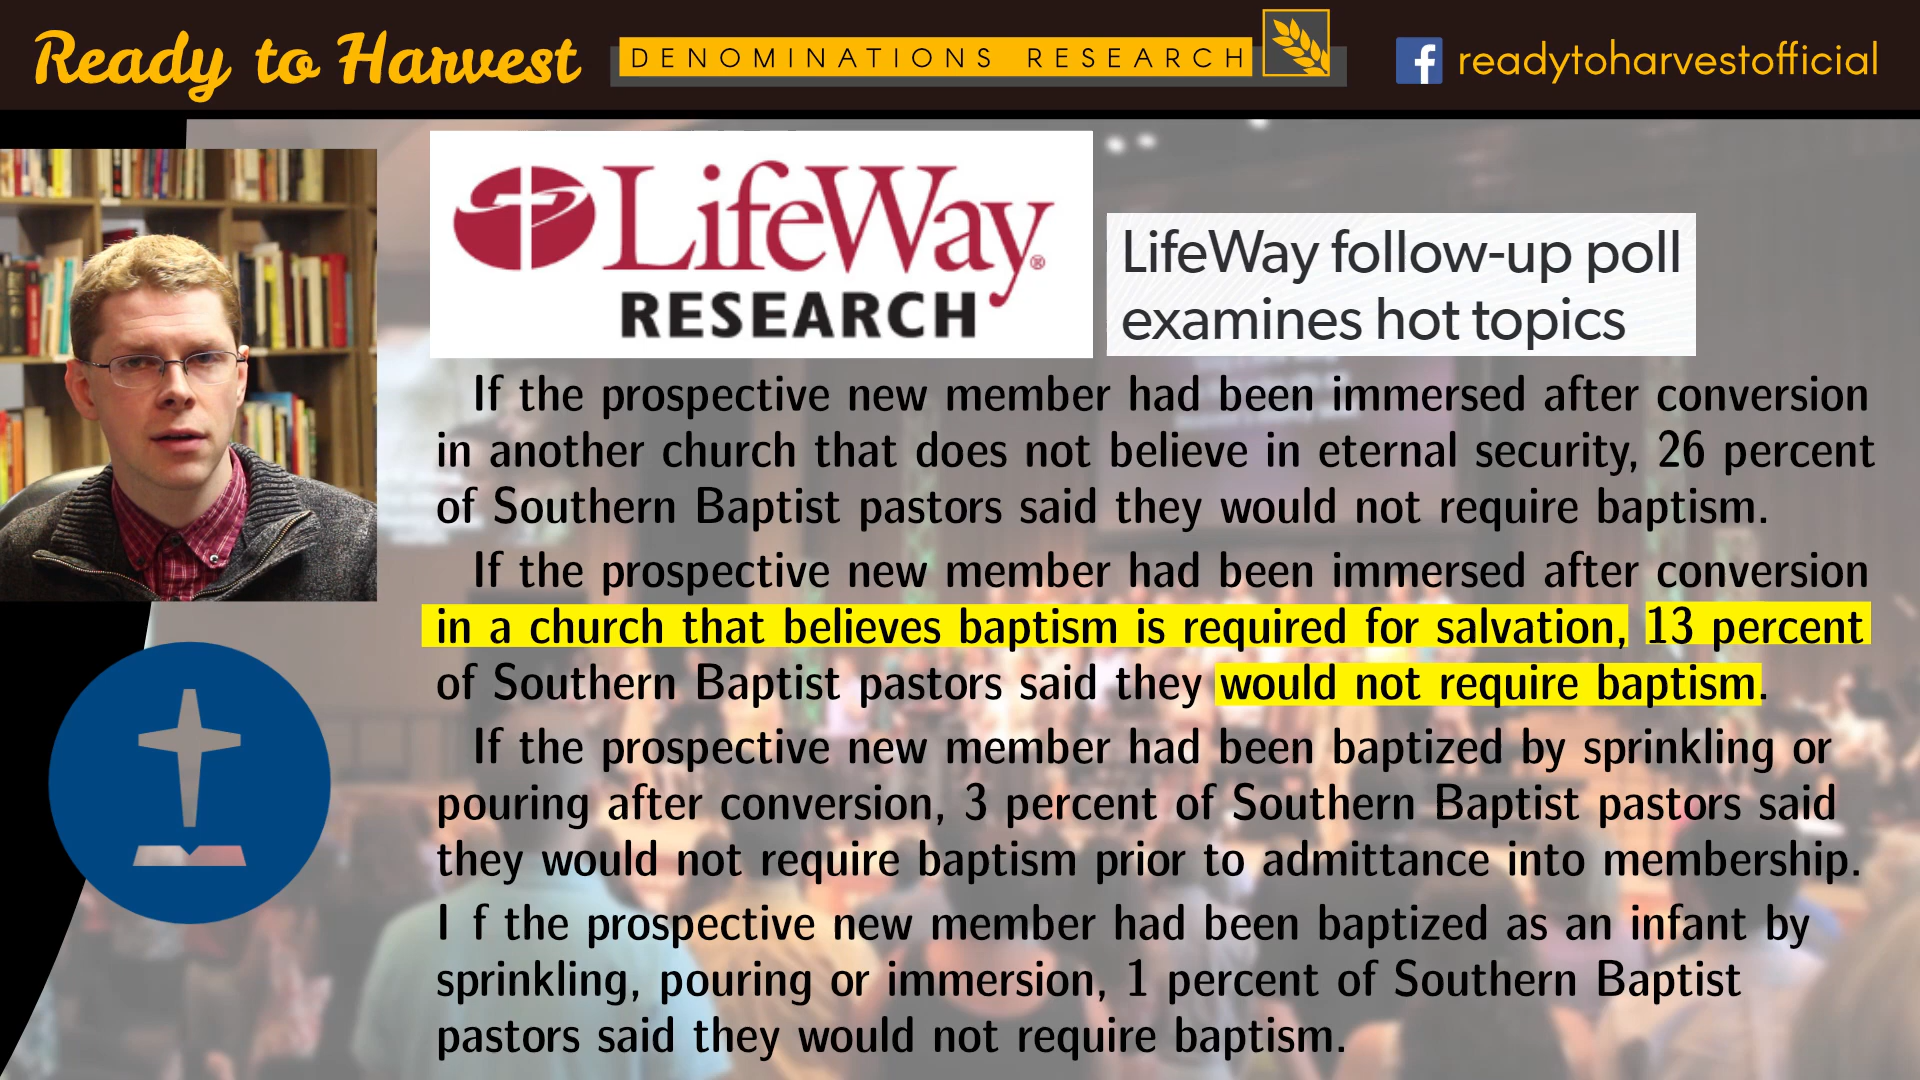 Ready to Harvest
DENOMINATIONS RESEARCH
readytoharvestofficial
LifeWay®
RESEARCH
LifeWay follow-up poll
examines hot topics
If the prospective new member had been immersed after conversion
in another church that does not believe in eternal security, 26 percent
of Southern Baptist pastors said they would not require baptism.
If the prospective new member had been immersed after conversion
in a church that believes baptism is required for salvation, 13 percent
of Southern Baptist pastors said they would not require baptism.
If the prospective new member had been baptized by sprinkling or
pouring after conversion, 3 percent of Southern Baptist pastors said
they would not require baptism prior to admittance into membership.
I f the prospective new member had been baptized as an infant by
sprinkling, pouring or immersion, 1 percent of Southern Baptist
pastors said they would not require baptism.